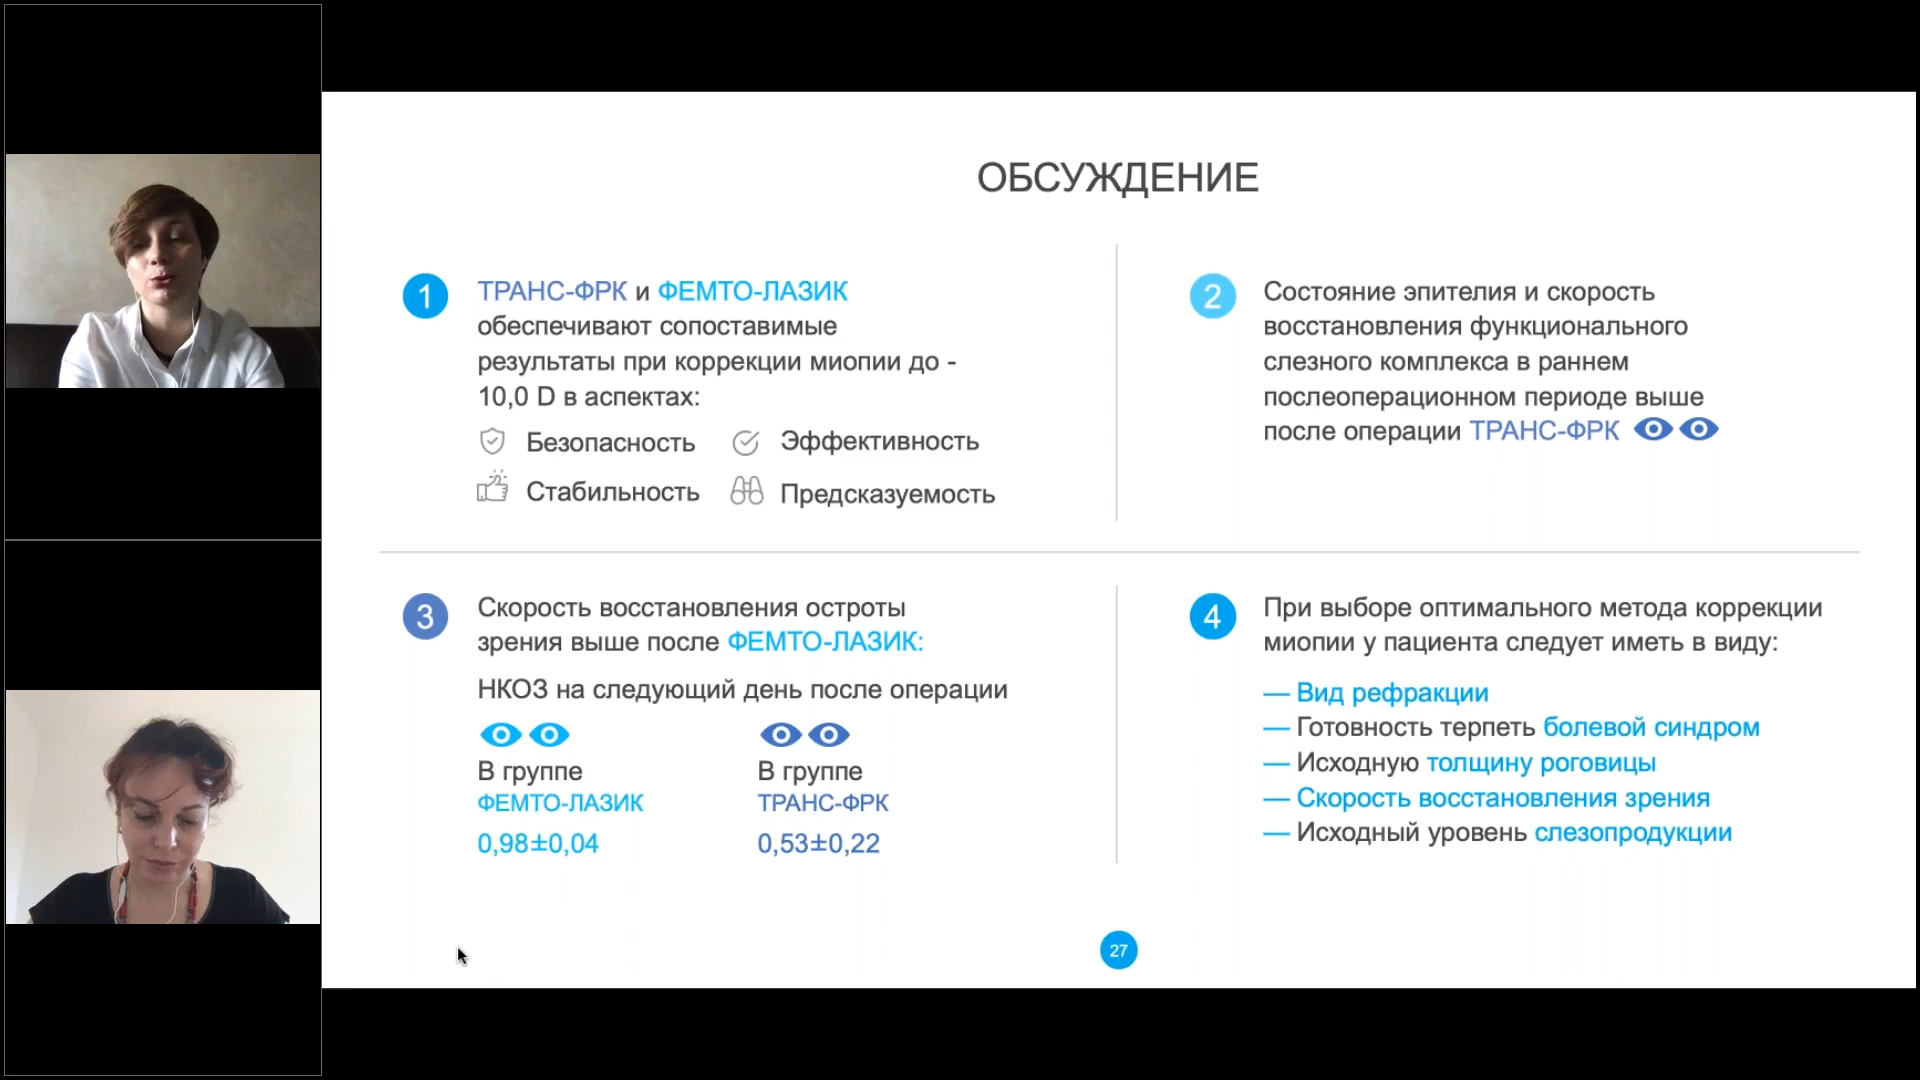 ОБСУЖДЕНИЕ
1
ТРАНС-ФРК и ФЕМТО-ЛАЗИК
обеспечивают сопоставимые
результаты при коррекции миопии до -
10,0 D в аспектах:
Безопасность
Эффективность
Стабильность
Предсказуемость
2
Состояние эпителия и скорость
восстановления функционального
слезного комплекса в раннем
послеоперационном периоде выше
после операции ТРАНС-ФРК
3
Скорость восстановления остроты
зрения выше после ФЕМТО-ЛАЗИК:
НКОЗ на следующий день после операции
В группе
ФЕМТО-ЛАЗИК
0,98±0,04
В группе
ТРАНС-ФРК
0,53±0,22
4
При выборе оптимального метода коррекции
миопии у пациента следует иметь в виду:
— Вид рефракции
— Готовность терпеть болевой синдром
— Исходную толщину роговицы
— Скорость восстановления зрения
— Исходный уровень слезопродукции
27